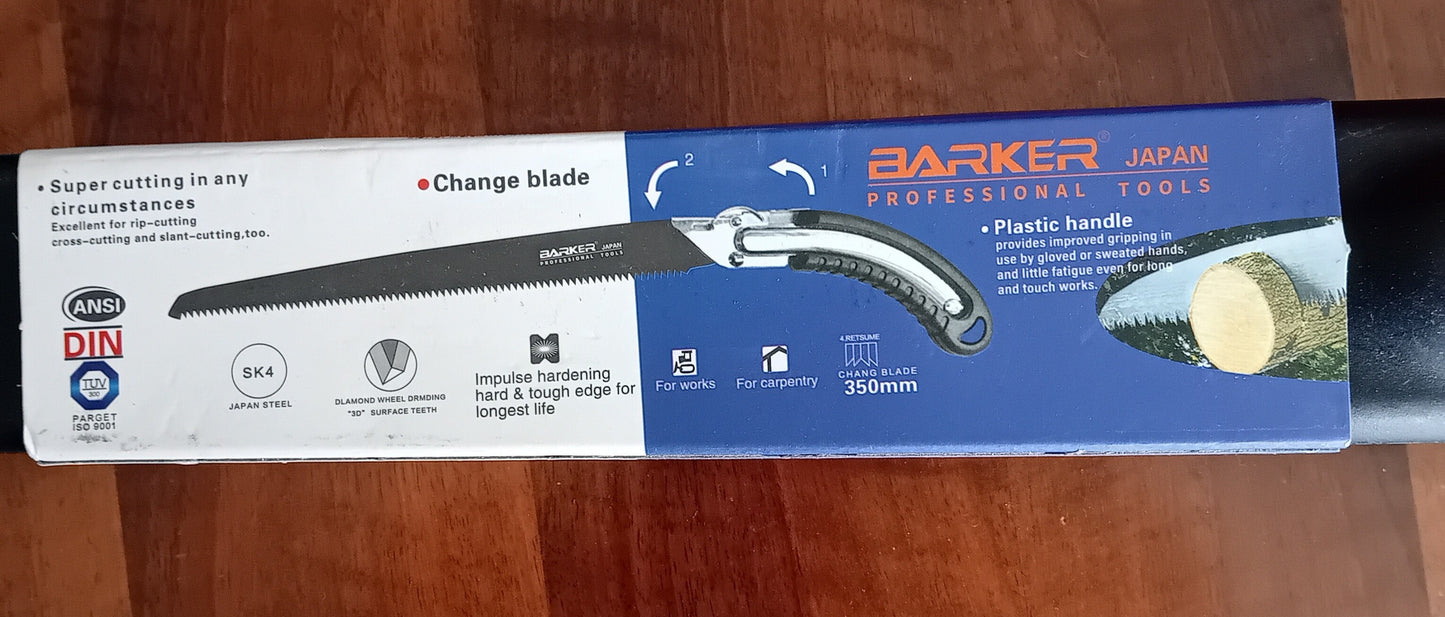 • Super cutting in any
circumstances
Excellent for rip-cutting
cross-cutting and slant-cutting,too.
•Change blade
2
1
BARKER® JAPAN
PROFESSIONAL TOOLS
• Plastic handle
provides improved gripping in
use by gloved or sweated hands,
and little fatigue even for long
and touch works.
BARKER JAPAN
PROFESSIONAL TOOLS
ANSI
DIN
TUV
300
PARGET
ISO 9001
SK4
JAPAN STEEL
DLAMOND WHEEL DRMDING
"3D" SURFACE TEETH
Impulse hardening
hard & tough edge for
longest life
For works
For carpentry
4.RETSUME
CHANG BLADE
350mm